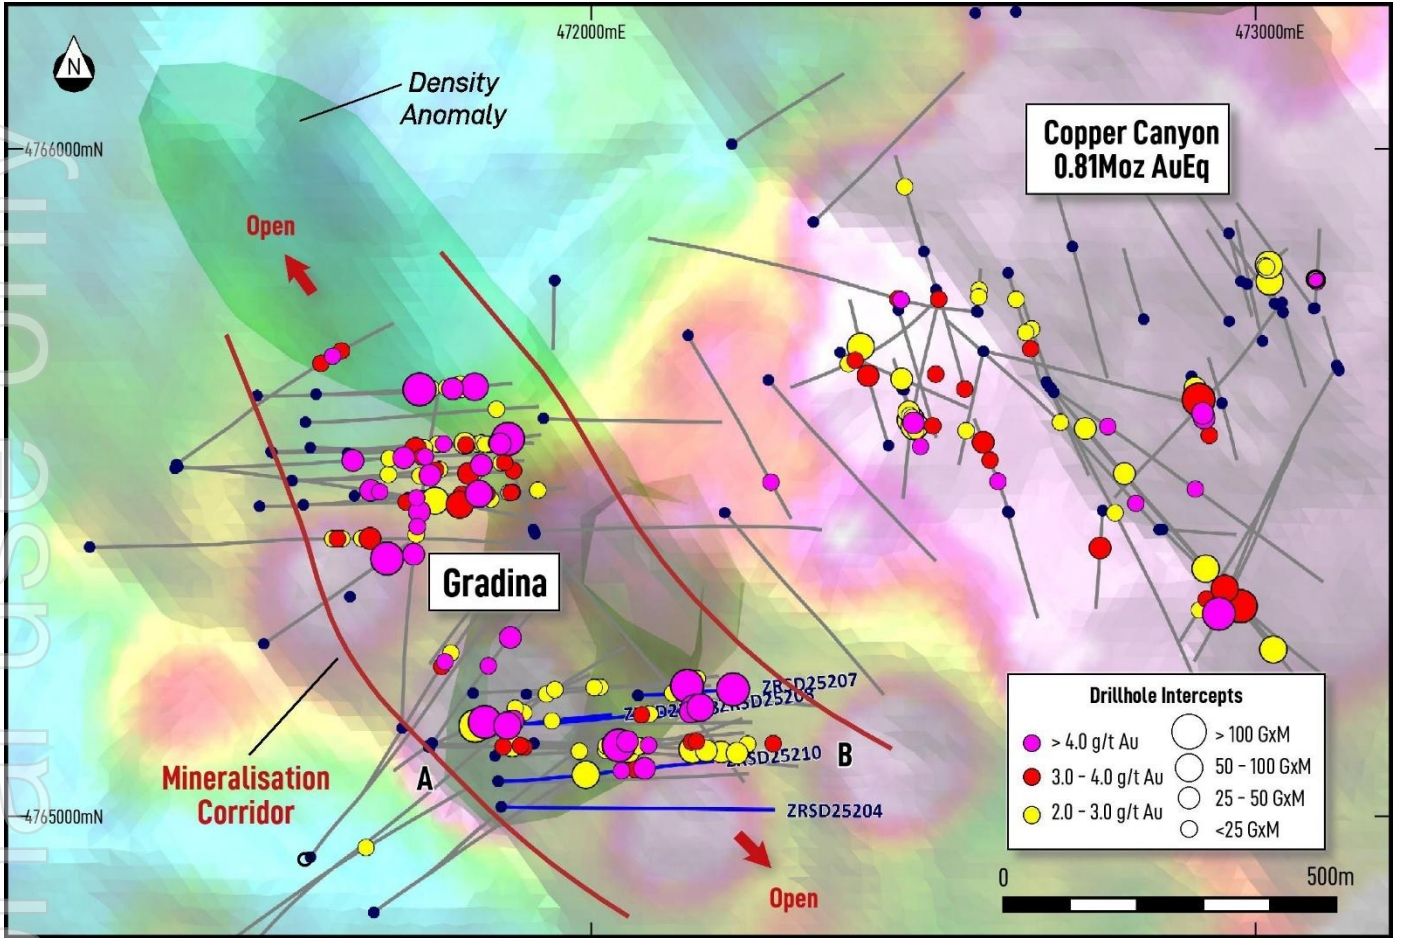 472000mE
473000mE
N
Density
Anomaly
4766000mN
Copper Canyon
0.81Moz AuEq
Open
Gradina
ZRSD25207
ZRSD25210
B
A
ZRSD25204
Mineralisation
Corridor
4765000mN
Open
Drillhole Intercepts
> 4.0 g/t Au
3.0 - 4.0 g/t Au
2.0 - 3.0 g/t Au
> 100 GxM
50 - 100 GxM
25 - 50 GxM
<25 GxM
0
500m